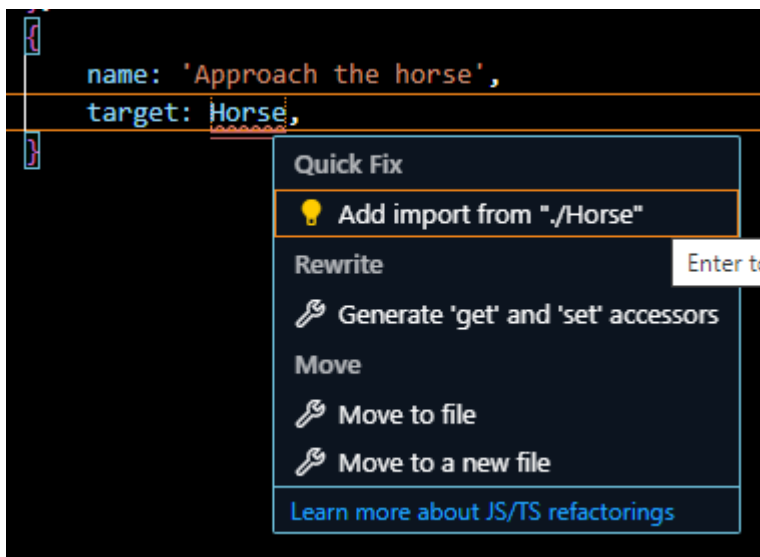 {
name: 'Approach the horse',
target: Horse,
}
Quick Fix
Add import from "./Horse"
Enter t
Rewrite
Generate 'get' and 'set' accessors
Move
Move to file
Move to a new file
Learn more about JS/TS refactorings